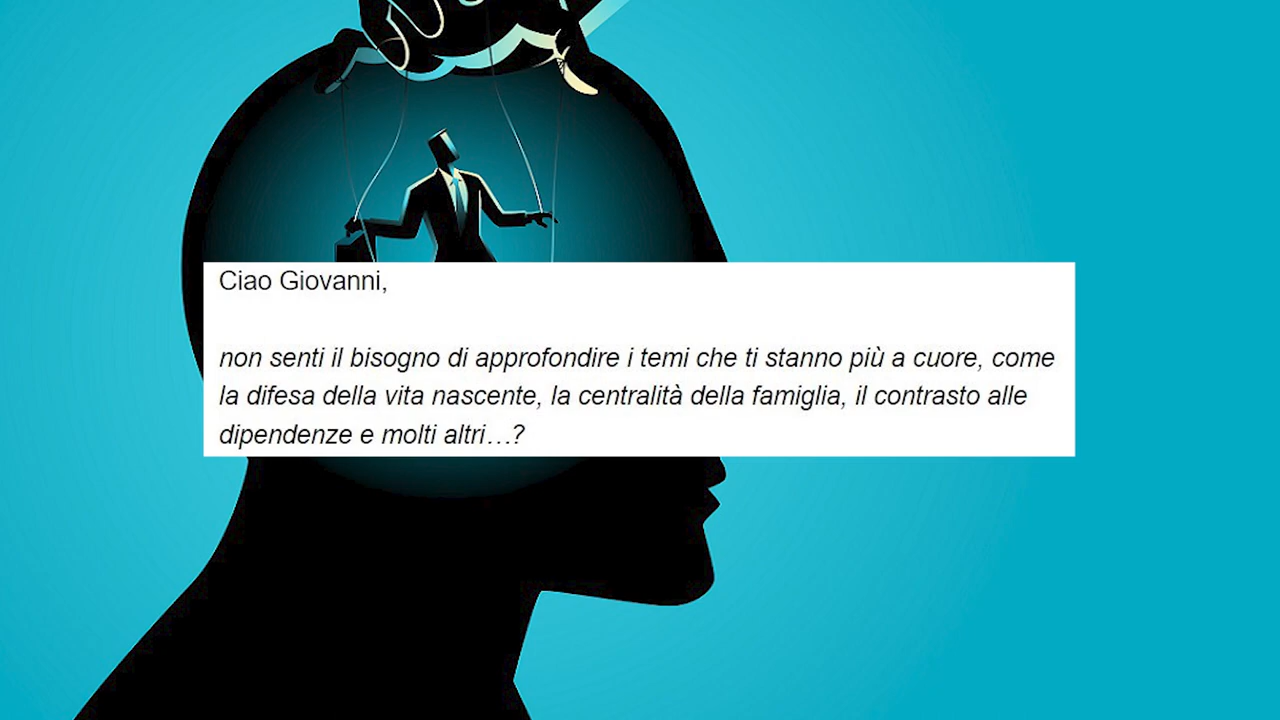 Ciao Giovanni,
non senti il bisogno di approfondire i temi che ti stanno più a cuore, come
la difesa della vita nascente, la centralità della famiglia, il contrasto alle
dipendenze e molti altri…?